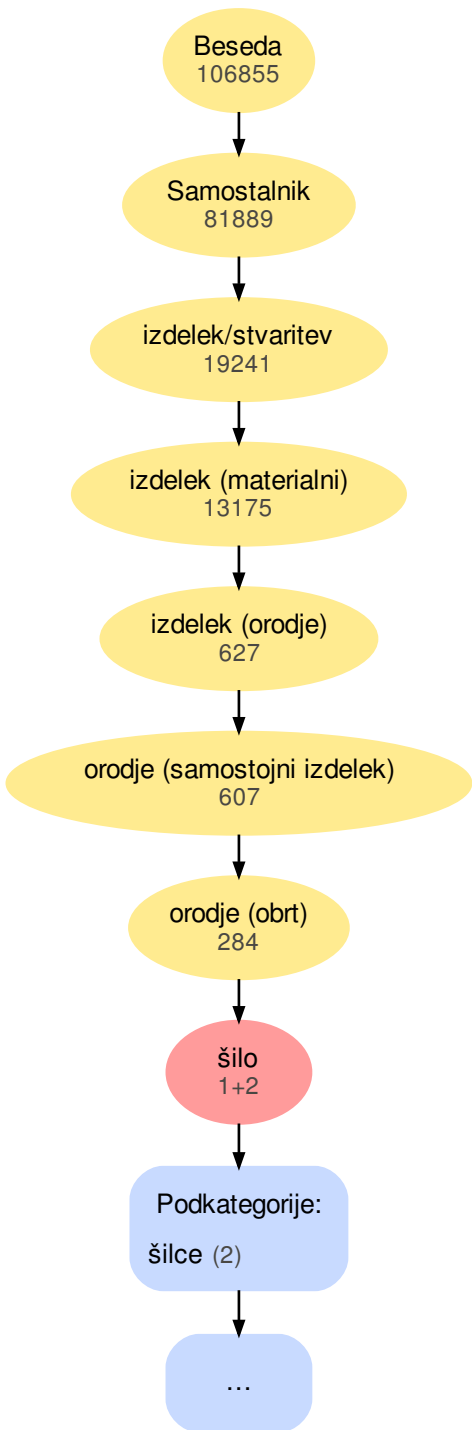 Beseda
106855
Samostalnik
81889
izdelek/stvaritev
19241
izdelek (materialni)
13175
izdelek (orodje)
627
orodje (samostojni izdelek)
607
orodje (obrt)
284
šilo
1+2
Podkategorije:
šilce (2)
…